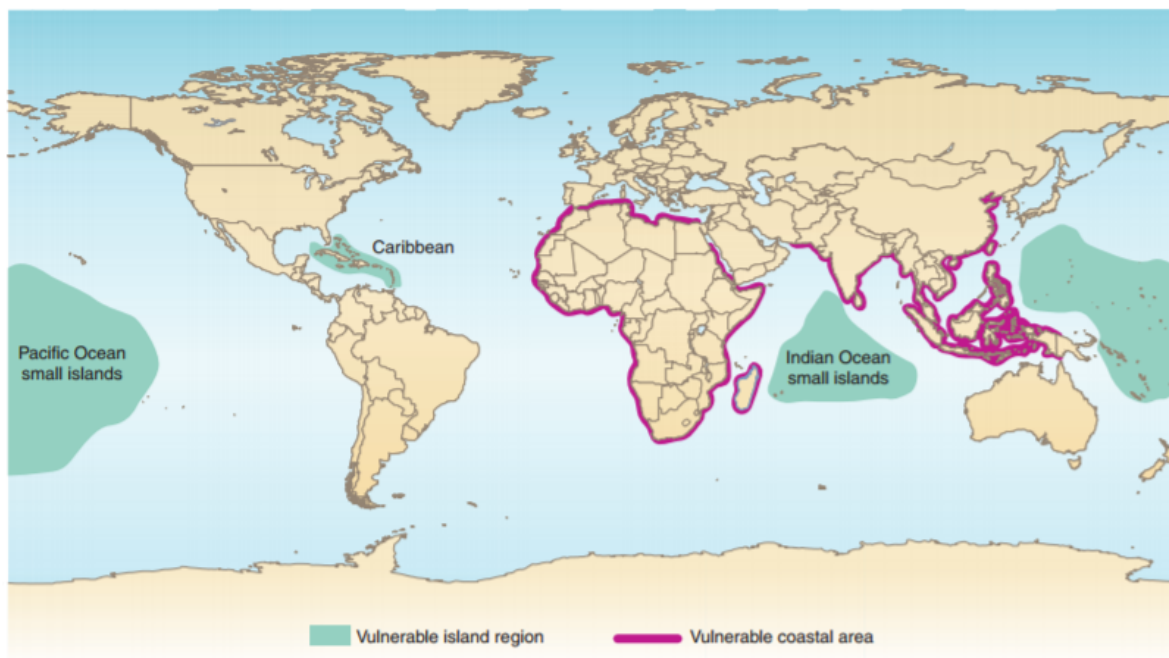 Caribbean
Pacific Ocean
small islands
Indian Ocean
small islands
Vulnerable island region
Vulnerable coastal area